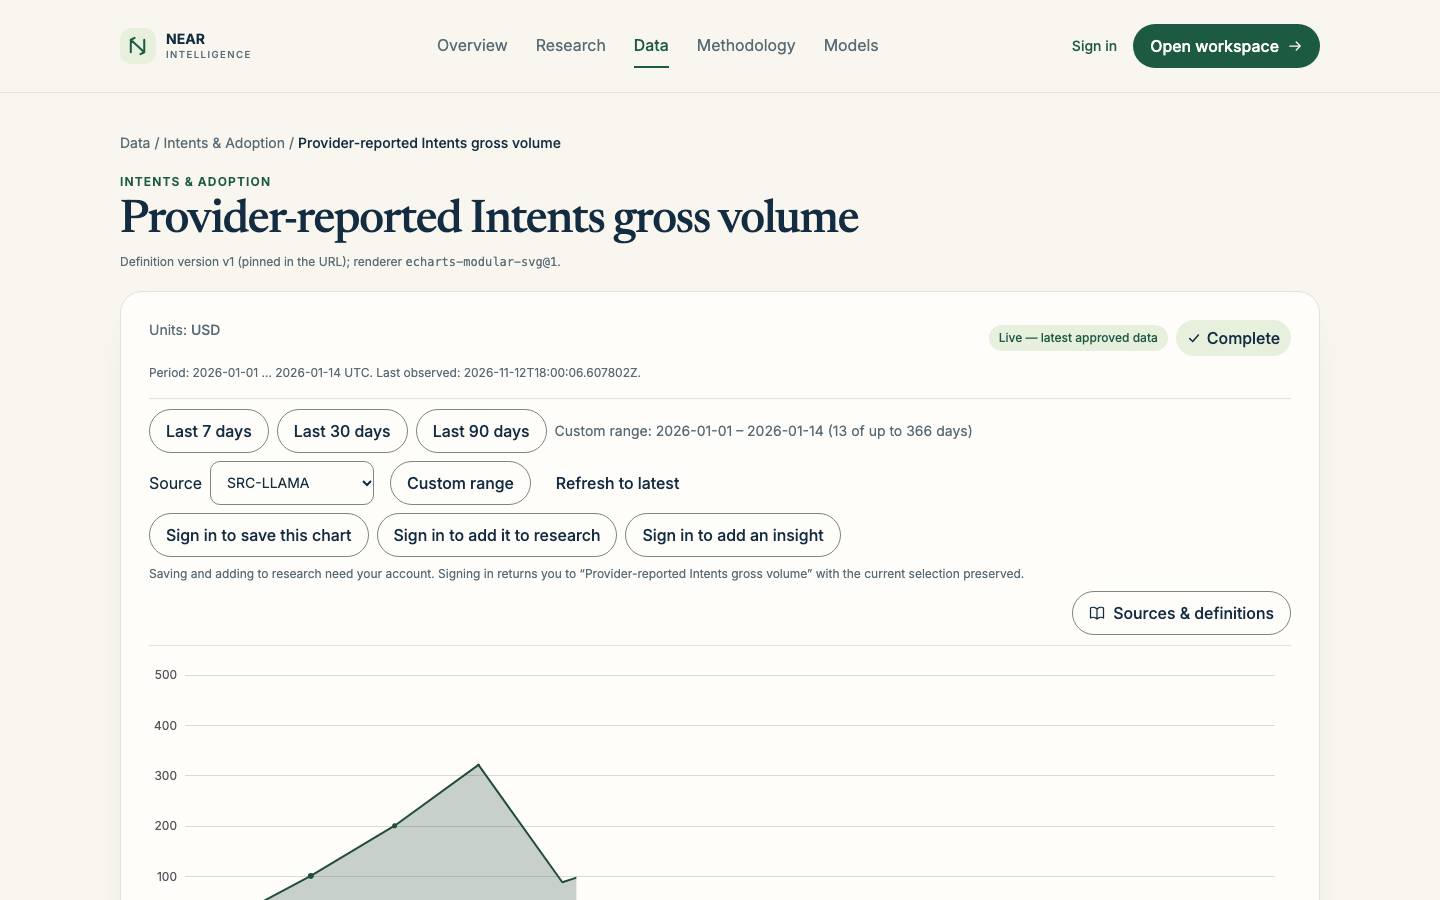 NEAR
INTELLIGENCE
Overview
Research
Data
Methodology
Models
Sign in
Open workspace →
Data / Intents & Adoption / Provider-reported Intents gross volume
INTENTS & ADOPTION
Provider-reported Intents gross volume
Definition version v1 (pinned in the URL); renderer echarts-modular-svg@1.
Units: USD
Live — latest approved data
✓ Complete
Period: 2026-01-01 … 2026-01-14 UTC. Last observed: 2026-11-12T18:00:06.607802Z.
Last 7 days
Last 30 days
Last 90 days
Custom range: 2026-01-01 – 2026-01-14 (13 of up to 366 days)
Source
SRC-LLAMA
Custom range
Refresh to latest
Sign in to save this chart
Sign in to add it to research
Sign in to add an insight
Saving and adding to research need your account. Signing in returns you to “Provider-reported Intents gross volume” with the current selection preserved.
Sources & definitions
500
400
300
200
100